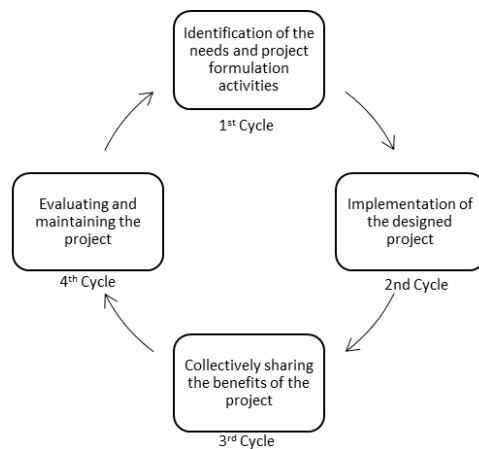 Identification of the
needs and project
formulation
activities
1st Cycle
Implementation of
the designed
project
2nd Cycle
Collectively sharing
the benefits of the
project
3rd Cycle
Evaluating and
maintaining the
project
4th Cycle